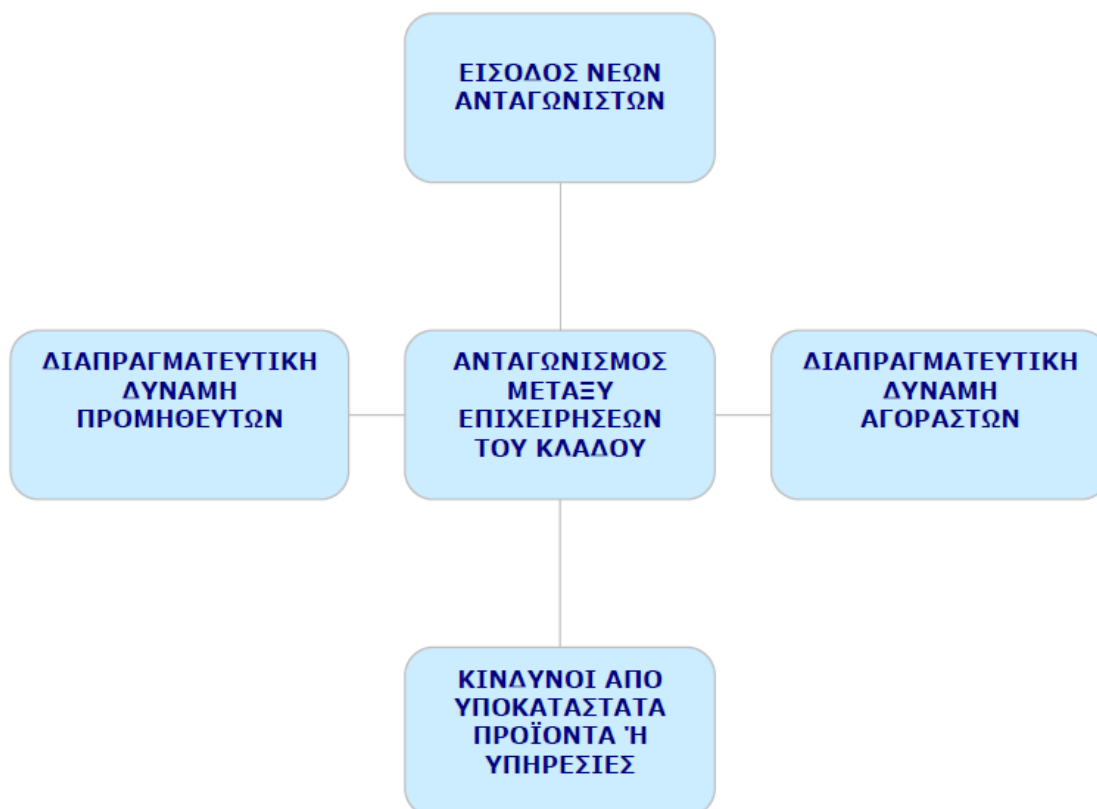 ΕΙΣΟΔΟΣ ΝΕΩΝ
ΑΝΤΑΓΩΝΙΣΤΩΝ
ΔΙΑΠΡΑΓΜΑΤΕΥΤΙΚΗ
ΔΥΝΑΜΗ
ΠΡΟΜΗΘΕΥΤΩΝ
ΑΝΤΑΓΩΝΙΣΜΟΣ
ΜΕΤΑΞΥ
ΕΠΙΧΕΙΡΗΣΕΩΝ
ΤΟΥ ΚΛΑΔΟΥ
ΔΙΑΠΡΑΓΜΑΤΕΥΤΙΚΗ
ΔΥΝΑΜΗ
ΑΓΟΡΑΣΤΩΝ
ΚΙΝΔΥΝΟΙ ΑΠΟ
ΥΠΟΚΑΤΑΣΤΑΤΑ
ΠΡΟΪΟΝΤΑ Ή
ΥΠΗΡΕΣΙΕΣ